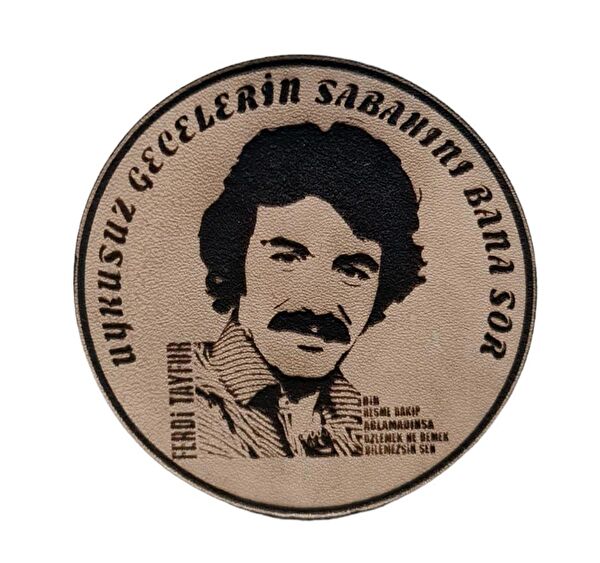 UYKUSUZ GECELERİN SABAHINI BANA SOR
FERDİ TAYFUR
BİR
RESME BAKIP
AĞLAMADINSA
ÖZLEMEK NE DEMEK
BİLEMEZSİN SEN